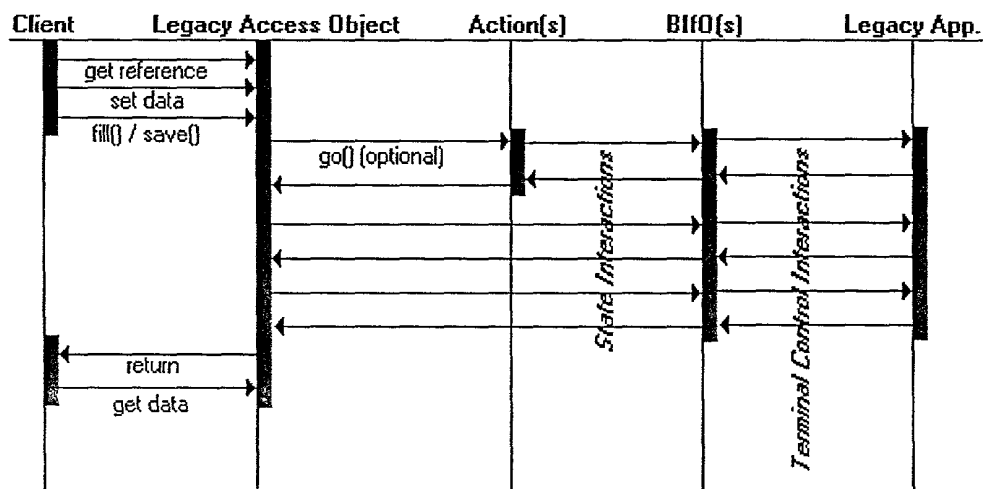 Client Legacy Access Object Action(s) BIfO(s) Legacy App.
get reference
set data
fill() / save()
go() (optional)
State Interactions
Terminal Control Interactions
return
get data